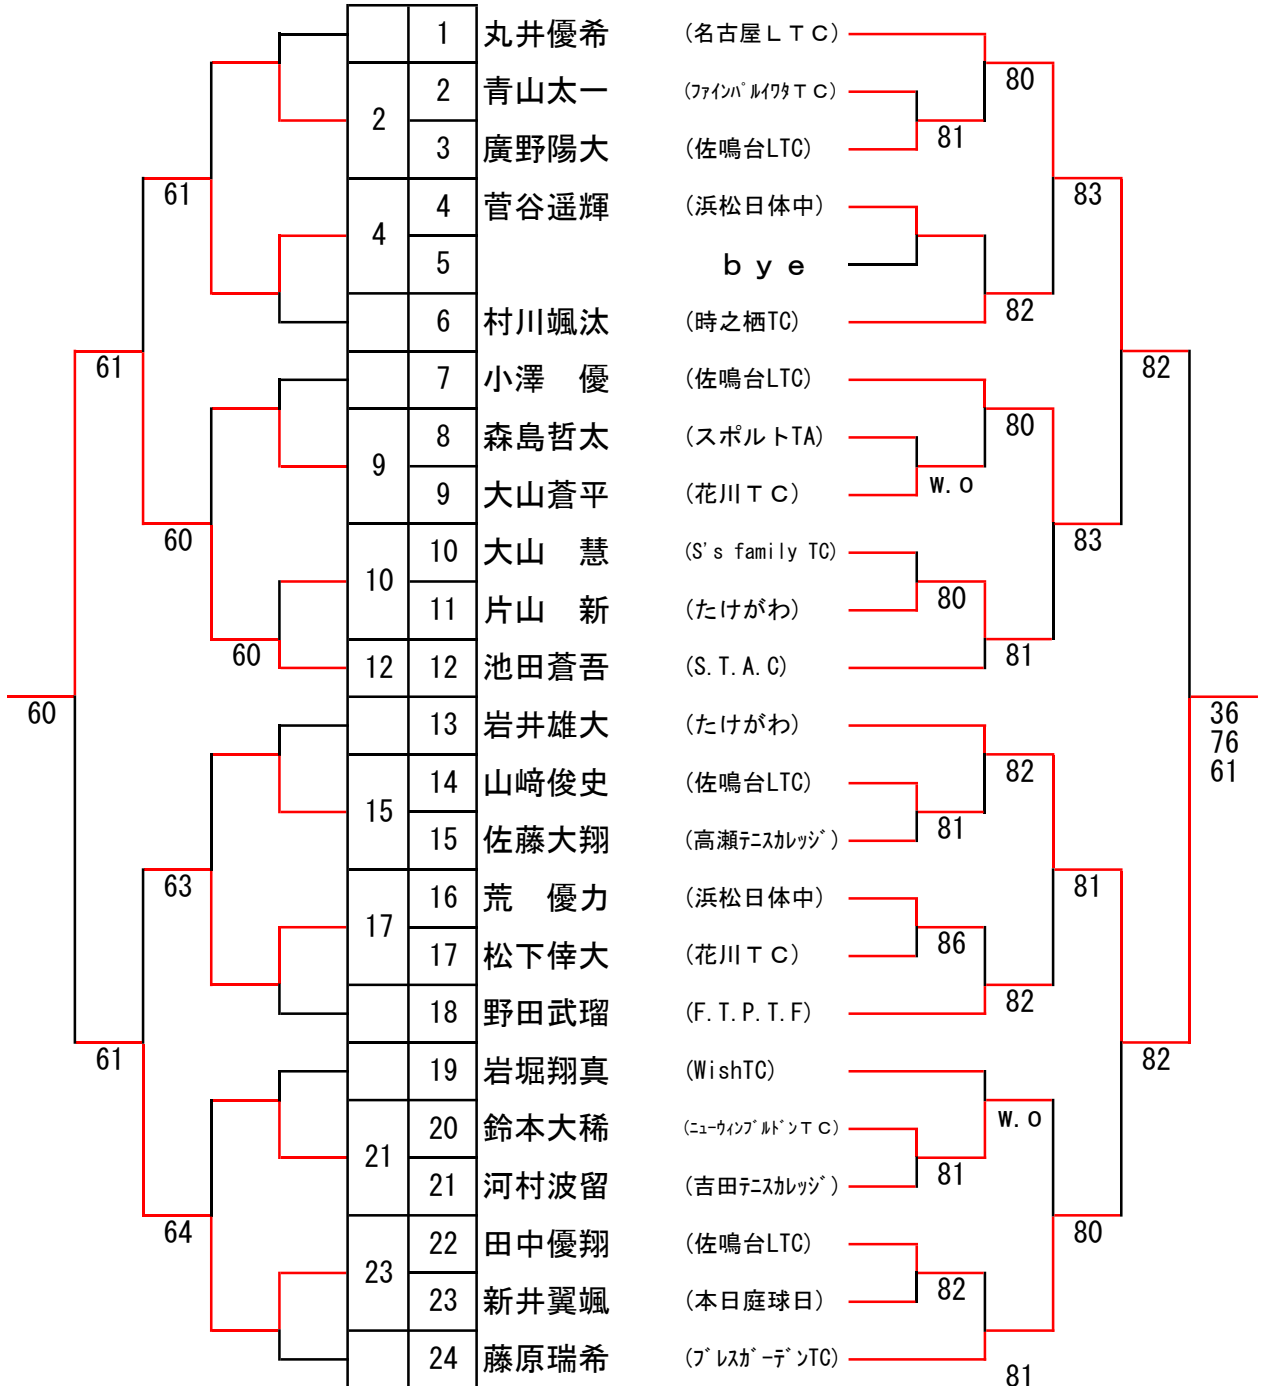 1 丸井優希 (名古屋LTC)
80
2 青山太一 (ファインパルイワタTC)
2
81
3 廣野陽大 (佐鳴台LTC)
61
83
4 菅谷遥輝 (浜松日体中)
4
5 bye
82
6 村川颯汰 (時之栖TC)
61
82
7 小澤　優 (佐鳴台LTC)
80
8 森島哲太 (スポルトTA)
9
w.o
9 大山蒼平 (花川TC)
60
83
10 大山　慧 (S's family TC)
10
80
11 片山　新 (たけがわ)
60
81
12 12 池田蒼吾 (S.T.A.C)
60
36
76
61
13 岩井雄大 (たけがわ)
82
14 山﨑俊史 (佐鳴台LTC)
15
81
15 佐藤大翔 (高瀬テニスカレッジ)
63
81
16 荒　優力 (浜松日体中)
17
86
17 松下倖大 (花川TC)
82
18 野田武瑠 (F.T.P.T.F)
61
82
19 岩堀翔真 (WishTC)
w.o
20 鈴木大稀 (ニューウィンブルドンTC)
21
81
21 河村波留 (吉田テニスカレッジ)
64
80
22 田中優翔 (佐鳴台LTC)
23
82
23 新井翼颯 (本日庭球日)
24 藤原瑞希 (ブレスガーデンTC)
81